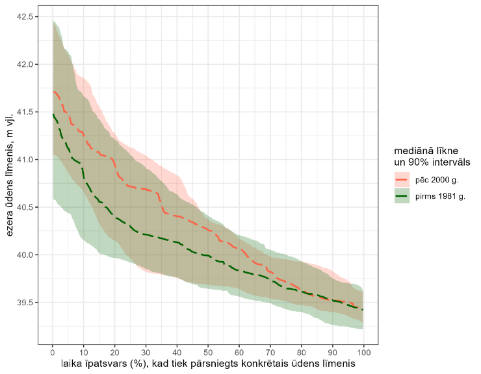 42.5
42.0
41.5
41.0
40.5
40.0
39.5
ezera ūdens līmenis, m vjl.
0 10 20 30 40 50 60 70 80 90 100
laika īpatsvars (%), kad tiek pārsniegts konkrētais ūdens līmenis
mediānā līkne
un 90% intervāls
pēc 2000 g.
pirms 1981 g.